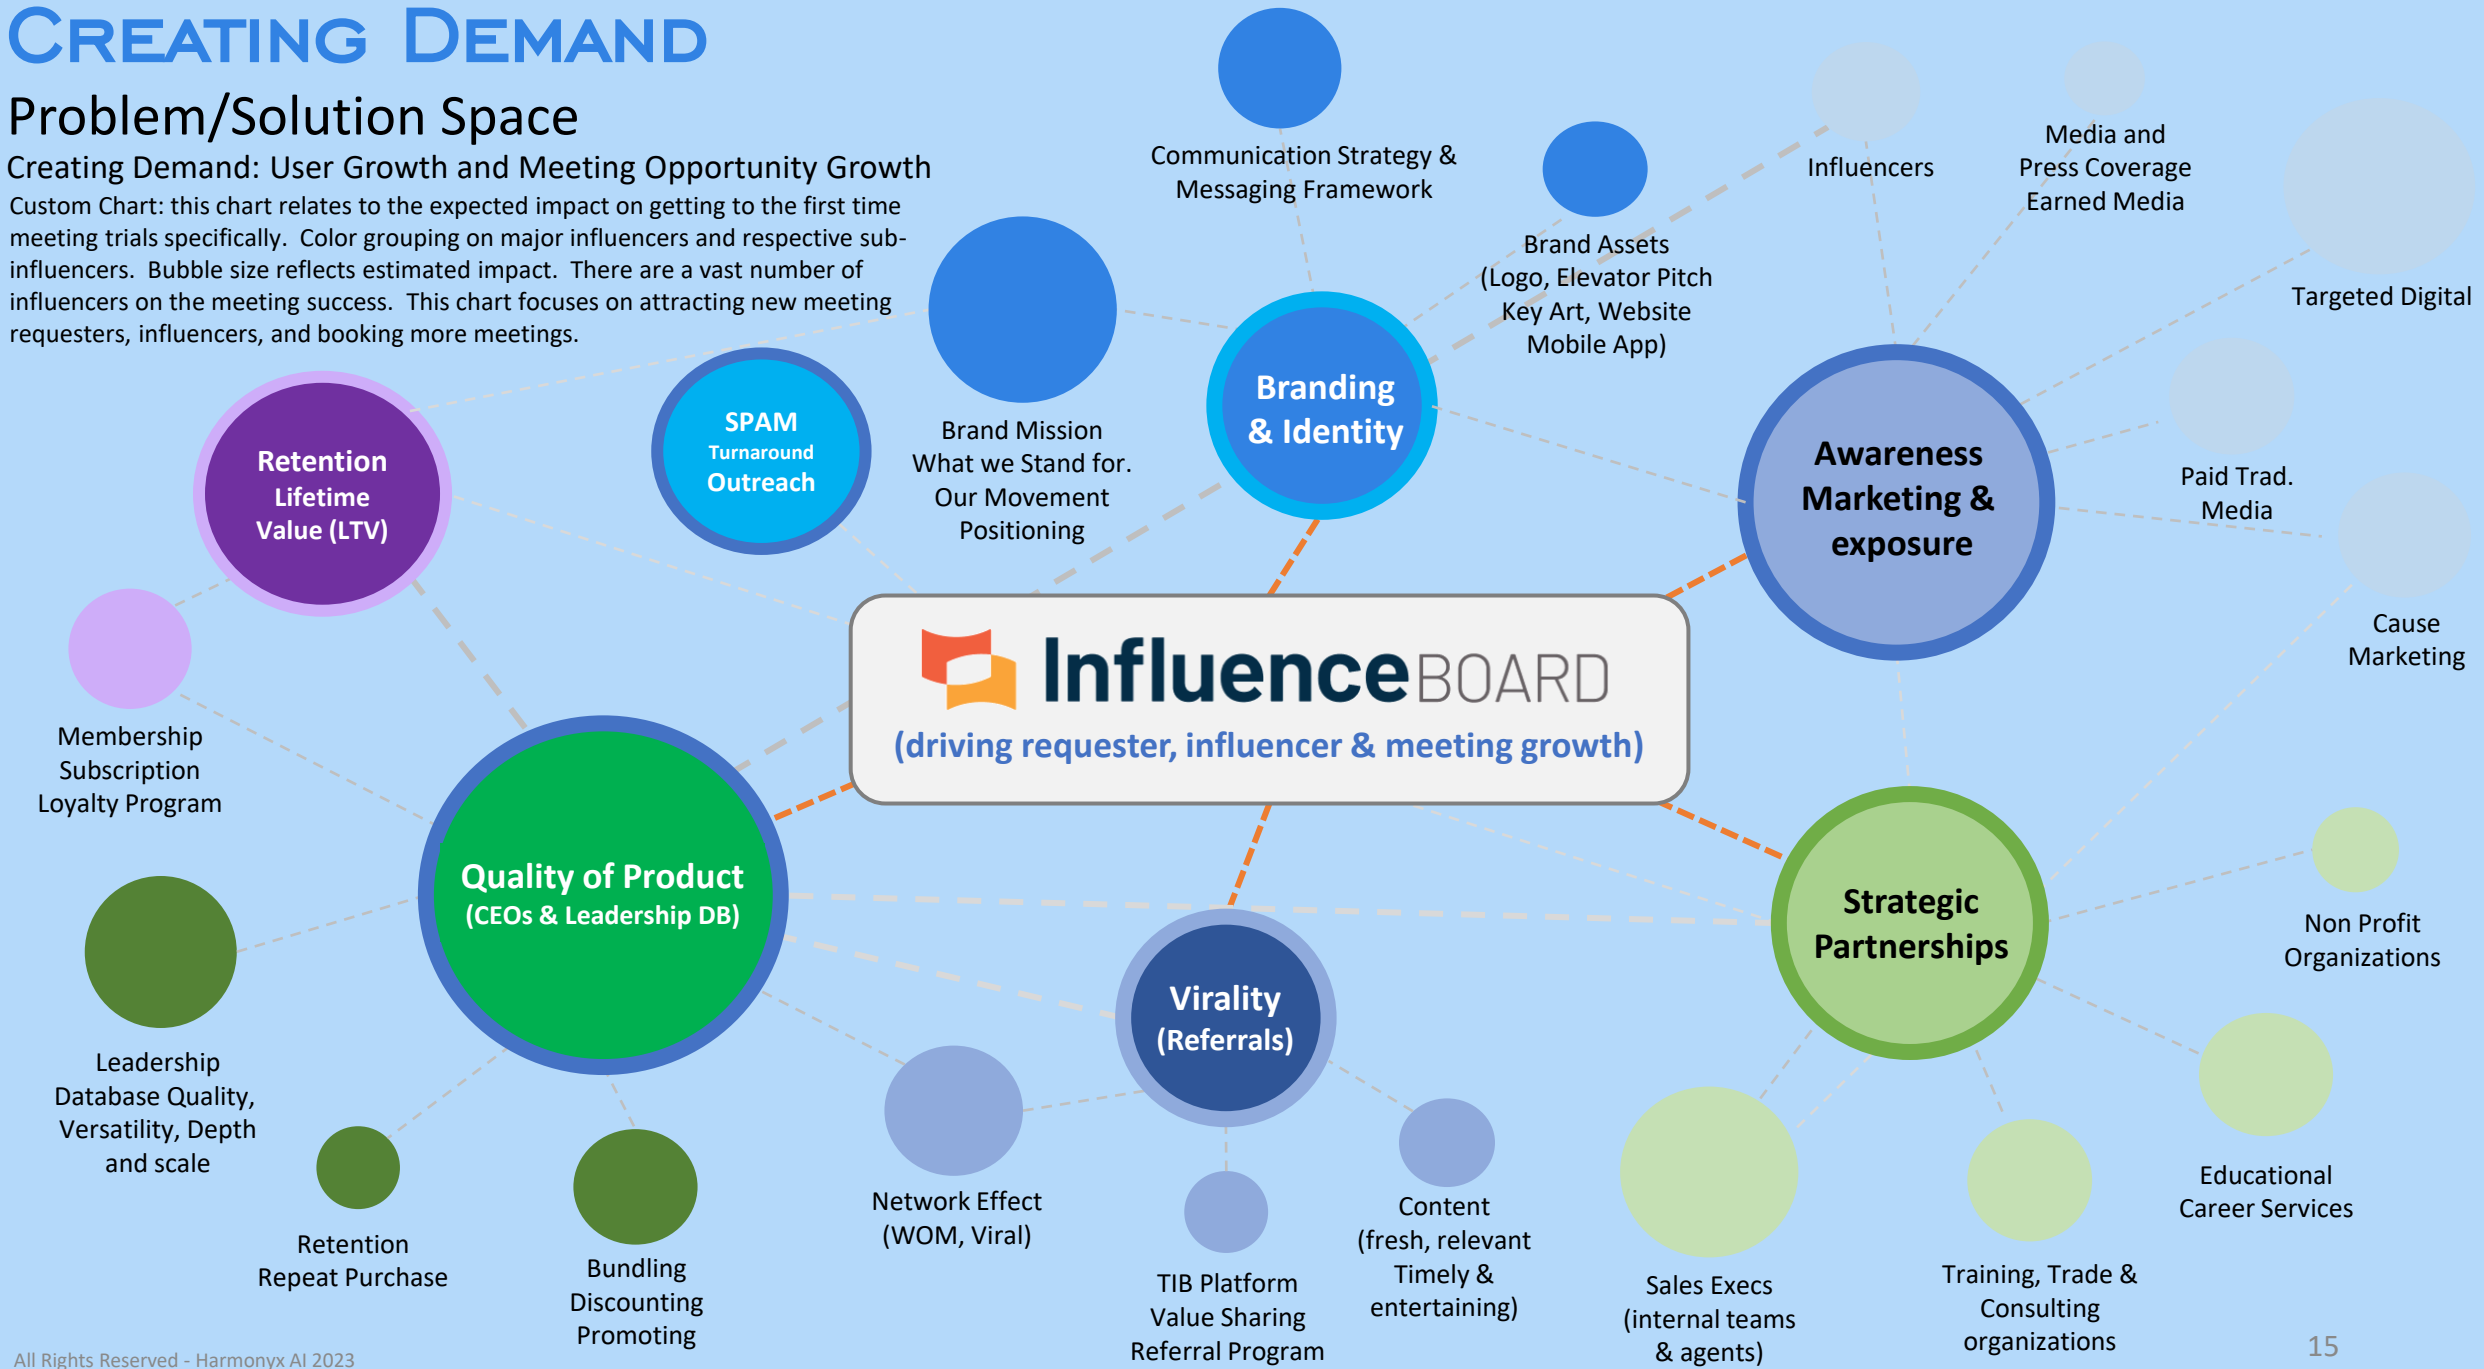 CREATING DEMAND
Problem/Solution Space
Creating Demand: User Growth and Meeting Opportunity Growth
Custom Chart: this chart relates to the expected impact on getting to the first time
meeting trials specifically.  Color grouping on major influencers and respective sub-
influencers.  Bubble size reflects estimated impact.  There are a vast number of
influencers on the meeting success.  This chart focuses on attracting new meeting
requesters, influencers, and booking more meetings.
Communication Strategy &
Messaging Framework
Brand Assets
(Logo, Elevator Pitch
Key Art, Website
Mobile App)
Influencers
Media and
Press Coverage
Earned Media
Targeted Digital
Retention
Lifetime
Value (LTV)
SPAM
Turnaround
Outreach
Brand Mission
What we Stand for.
Our Movement
Positioning
Branding
& Identity
Awareness
Marketing &
exposure
Paid Trad.
Media
Cause
Marketing
InfluenceBOARD
(driving requester, influencer & meeting growth)
Membership
Subscription
Loyalty Program
Quality of Product
(CEOs & Leadership DB)
Strategic
Partnerships
Non Profit
Organizations
Virality
(Referrals)
Leadership
Database Quality,
Versatility, Depth
and scale
Retention
Repeat Purchase
Bundling
Discounting
Promoting
Network Effect
(WOM, Viral)
TIB Platform
Value Sharing
Referral Program
Content
(fresh, relevant
Timely &
entertaining)
Sales Execs
(internal teams
& agents)
Training, Trade &
Consulting
organizations
Educational
Career Services
All Rights Reserved - Harmonyx AI 2023
15